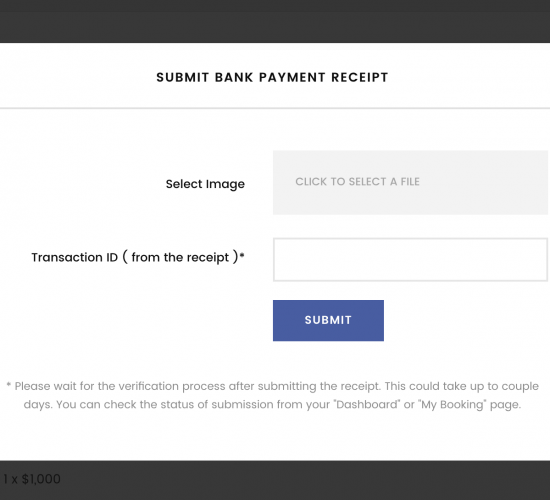 SUBMIT BANK PAYMENT RECEIPT
Select Image
CLICK TO SELECT A FILE
Transaction ID ( from the receipt )*
SUBMIT
* Please wait for the verification process after submitting the receipt. This could take up to couple
days. You can check the status of submission from your "Dashboard" or "My Booking" page.
1 x $1,000